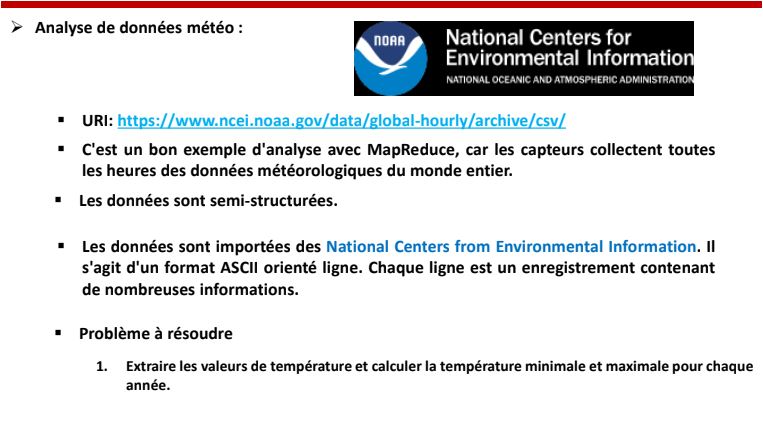 Analyse de données météo :
NOAA
National Centers for
Environmental Information
NATIONAL OCEANIC AND ATMOSPHERIC ADMINISTRATION
URI: https://www.ncei.noaa.gov/data/global-hourly/archive/csv/
C'est un bon exemple d'analyse avec MapReduce, car les capteurs collectent toutes
les heures des données météorologiques du monde entier.
Les données sont semi-structurées.
Les données sont importées des National Centers from Environmental Information. Il
s'agit d'un format ASCII orienté ligne. Chaque ligne est un enregistrement contenant
de nombreuses informations.
Problème à résoudre
1. Extraire les valeurs de température et calculer la température minimale et maximale pour chaque
année.